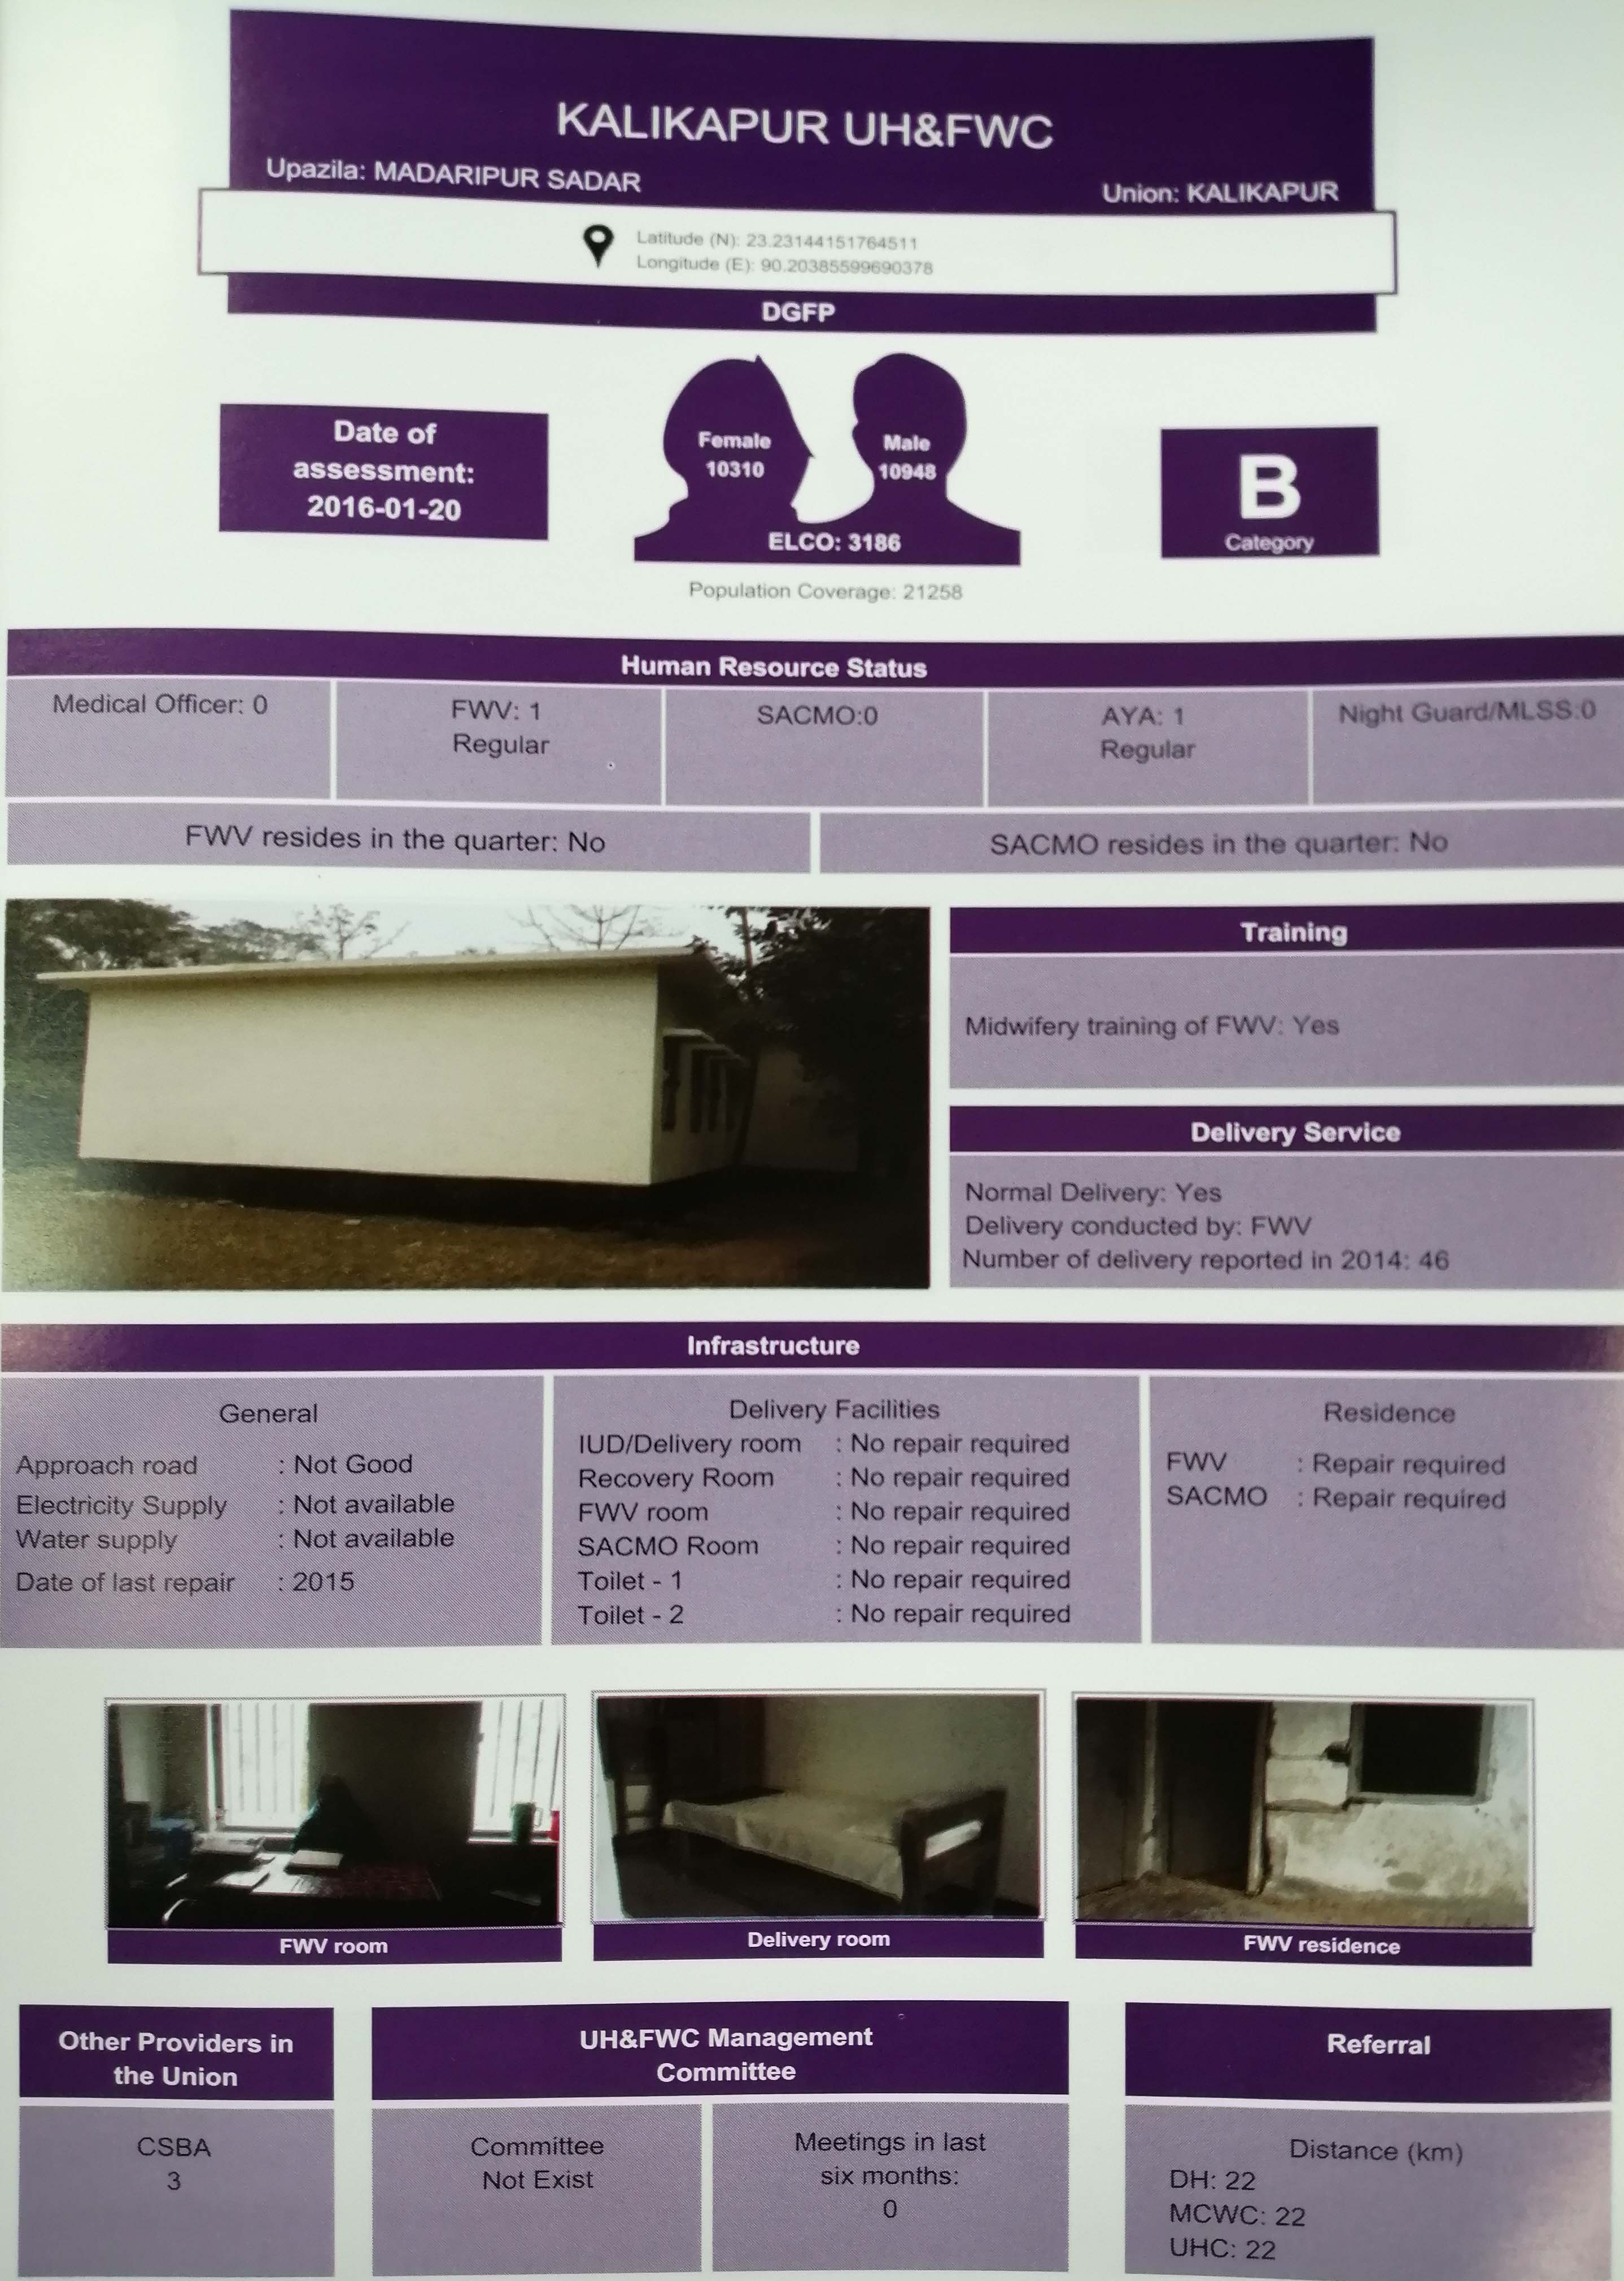 KALIKAPUR UH&FWC
Upazila: MADARIPUR SADAR
Union: KALIKAPUR
Latitude (N): 23.23144151764511
Longitude (E): 90.20385599690378
DGFP
Date of
assessment:
2016-01-20
Female
10310
Male
10948
ELCO: 3186
Population Coverage: 21258
B
Category
Human Resource Status
Medical Officer: 0
FWV: 1
Regular
SACMO:0
AYA: 1
Regular
Night Guard/MLSS:0
FWV resides in the quarter: No
SACMO resides in the quarter: No
Training
Midwifery training of FWV: Yes
Delivery Service
Normal Delivery: Yes
Delivery conducted by: FWV
Number of delivery reported in 2014: 46
Infrastructure
General
Approach road : Not Good
Electricity Supply : Not available
Water supply : Not available
Date of last repair : 2015
Delivery Facilities
IUD/Delivery room : No repair required
Recovery Room : No repair required
FWV room : No repair required
SACMO Room : No repair required
Toilet - 1 : No repair required
Toilet - 2 : No repair required
Residence
FWV : Repair required
SACMO : Repair required
FWV room
Delivery room
FWV residence
Other Providers in
the Union
CSBA
3
UH&FWC Management
Committee
Committee
Not Exist
Meetings in last
six months:
0
Referral
Distance (km)
DH: 22
MCWC: 22
UHC: 22